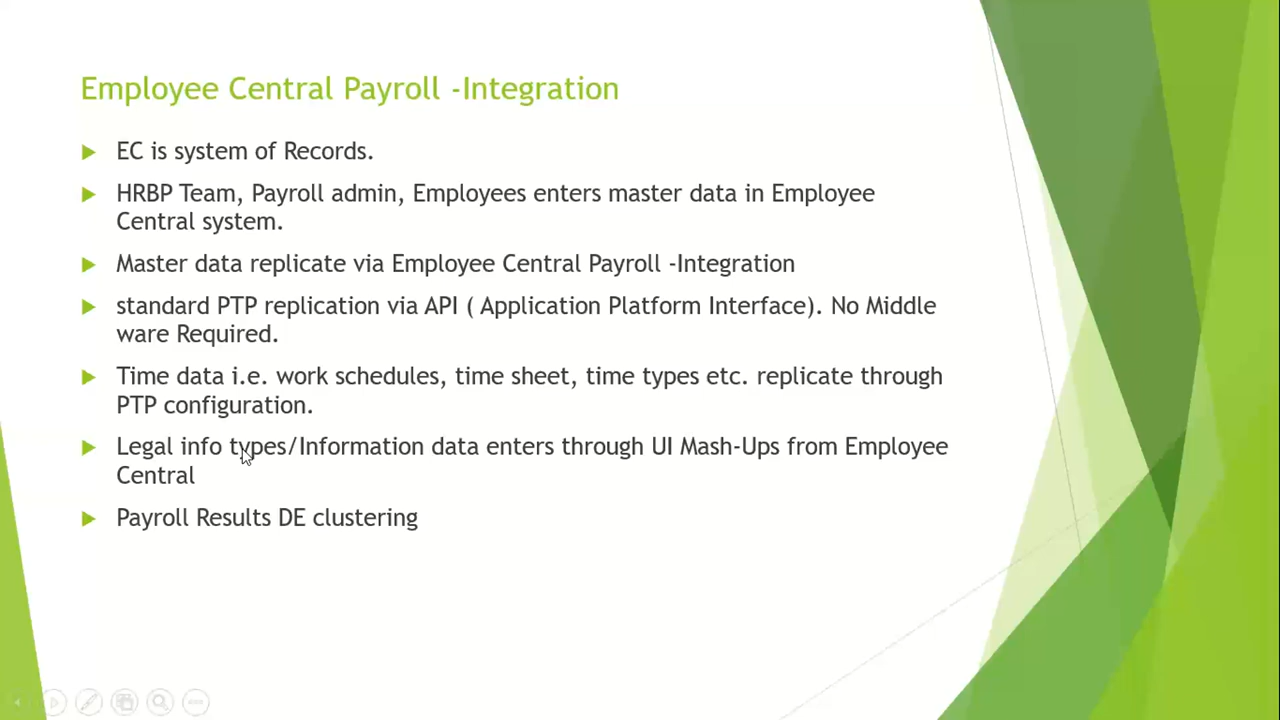 Employee Central Payroll -Integration
EC is system of Records.
HRBP Team, Payroll admin, Employees enters master data in Employee
Central system.
Master data replicate via Employee Central Payroll -Integration
standard PTP replication via API ( Application Platform Interface). No Middle
ware Required.
Time data i.e. work schedules, time sheet, time types etc. replicate through
PTP configuration.
Legal info types/Information data enters through UI Mash-Ups from Employee
Central
Payroll Results DE clustering